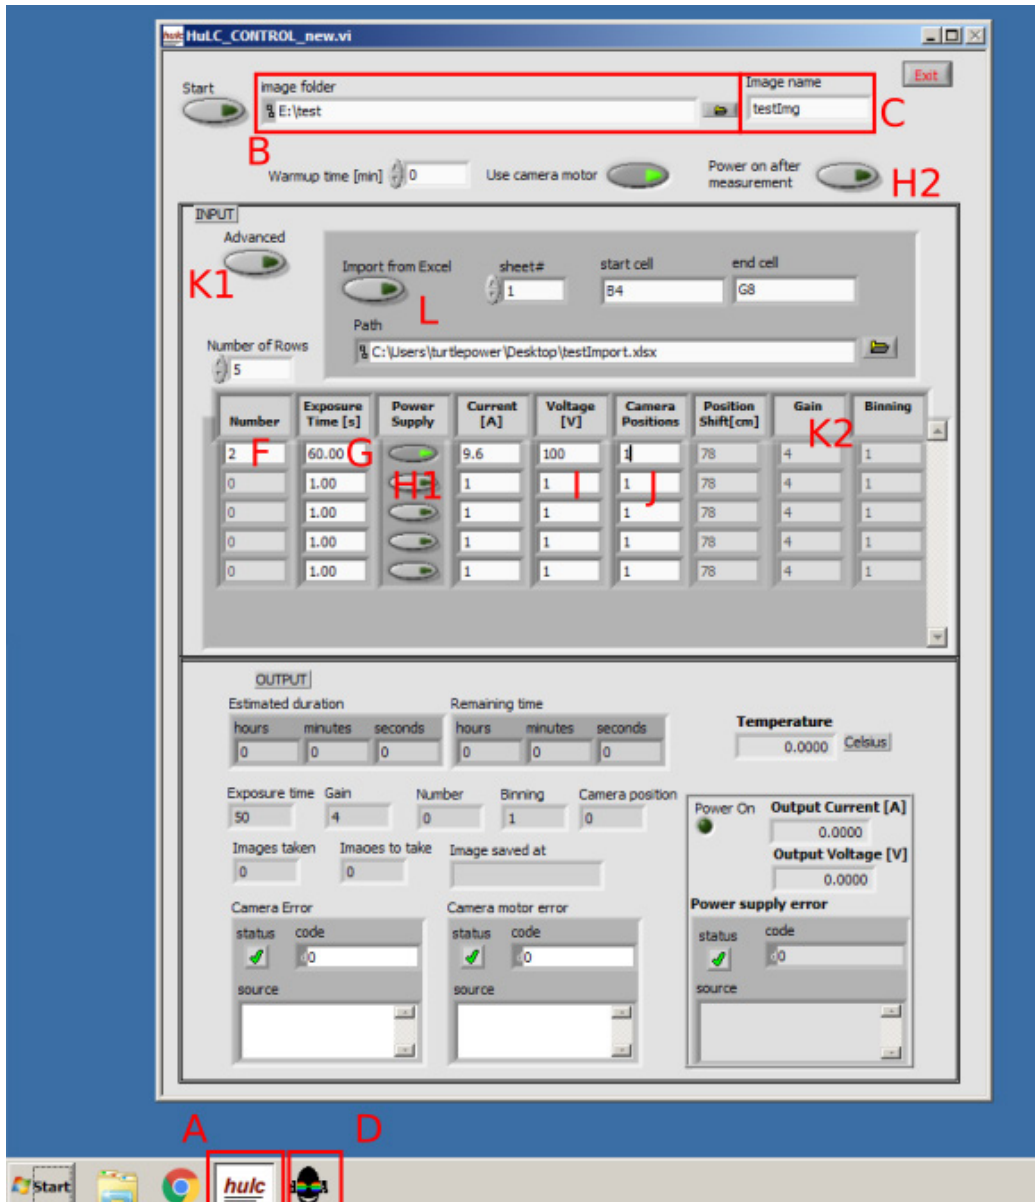 HuLC_CONTROL_new.vi
Start
image folder
Image name
Exit
E:\test
testImg
C
B
Warmup time [min]
0
Use camera motor
Power on after
measurement
H2
INPUT
Advanced
K1
Import from Excel
sheet#
start cell
end cell
1
B4
G8
L
Path
C:\Users\turtlepower\Desktop\testImport.xlsx
Number of Rows
5
Number
Exposure Time [s]
Power Supply
Current [A]
Voltage [V]
Camera Positions
Position Shift[cm]
Gain
Binning
K2
2 F 60.00 G 9.6 100 1 78 4 1
0 1.00 H1 1 1 I 1 J 78 4 1
0 1.00 1 1 1 78 4 1
0 1.00 1 1 1 78 4 1
0 1.00 1 1 1 78 4 1
OUTPUT
Estimated duration
Remaining time
hours minutes seconds hours minutes seconds
0 0 0 0 0 0
Temperature
0.0000 Celsius
Exposure time Gain Number Binning Camera position
50 4 0 1 0
Power On
Output Current [A]
0.0000
Output Voltage [V]
0.0000
Images taken Imaoes to take Image saved at
0 0
Camera Error
status code
0
source
Camera motor error
status code
0
source
Power supply error
status code
0
source
A D
Start
hulc